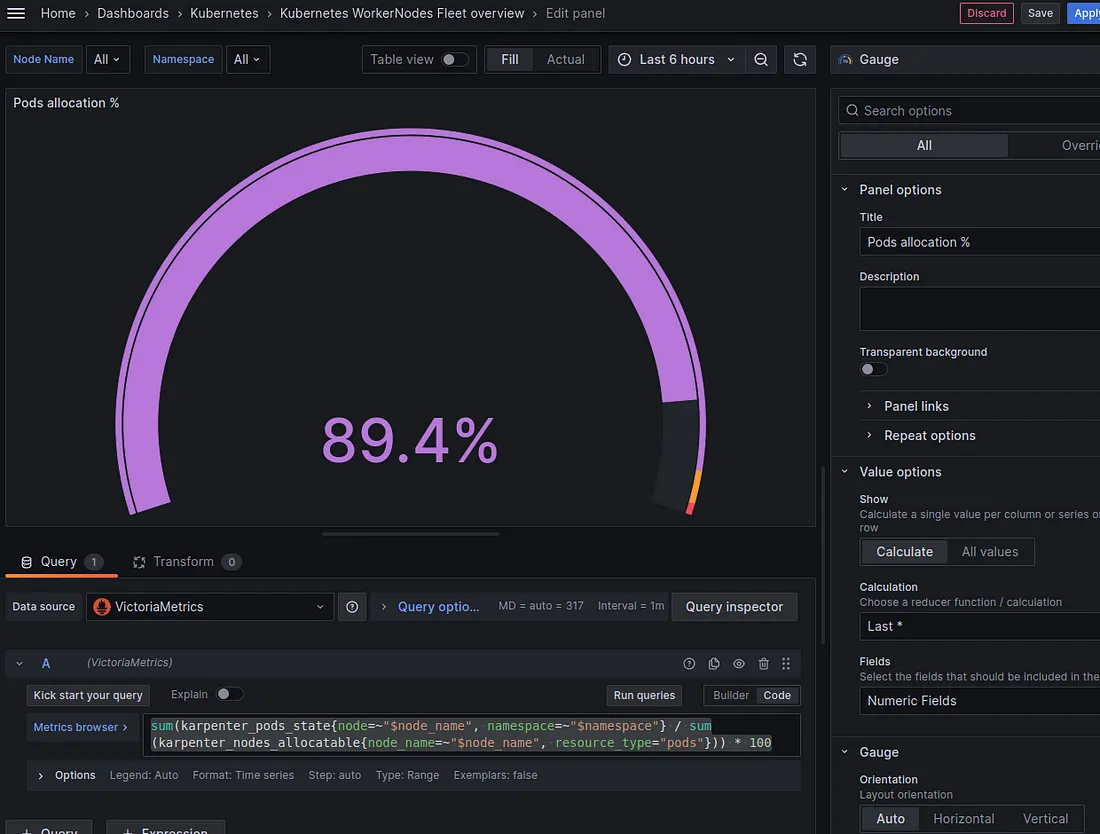 Home › Dashboards › Kubernetes › Kubernetes WorkerNodes Fleet overview › Edit panel
Discard Save Apply
Node Name All Namespace All
Table view Fill Actual Last 6 hours
Gauge
Pods allocation %
89.4%
Search options
All Overri
Panel options
Title
Pods allocation %
Description
Transparent background
Panel links
Repeat options
Value options
Show
Calculate a single value per column or series or
row
Calculate All values
Calculation
Choose a reducer function / calculation
Last *
Fields
Select the fields that should be included in the
Numeric Fields
Gauge
Orientation
Layout orientation
Auto Horizontal Vertical
Query 1 Transform 0
Data source VictoriaMetrics Query optio... MD = auto = 317 Interval = 1m Query inspector
A (VictoriaMetrics)
Kick start your query Explain Run queries Builder Code
Metrics browser >
sum(karpenter_pods_state{node=~"$node_name", namespace=~"$namespace"} / sum
(karpenter_nodes_allocatable{node_name=~"$node_name", resource_type="pods"})) * 100
Options Legend: Auto Format: Time series Step: auto Type: Range Exemplars: false
+ Query + Expression